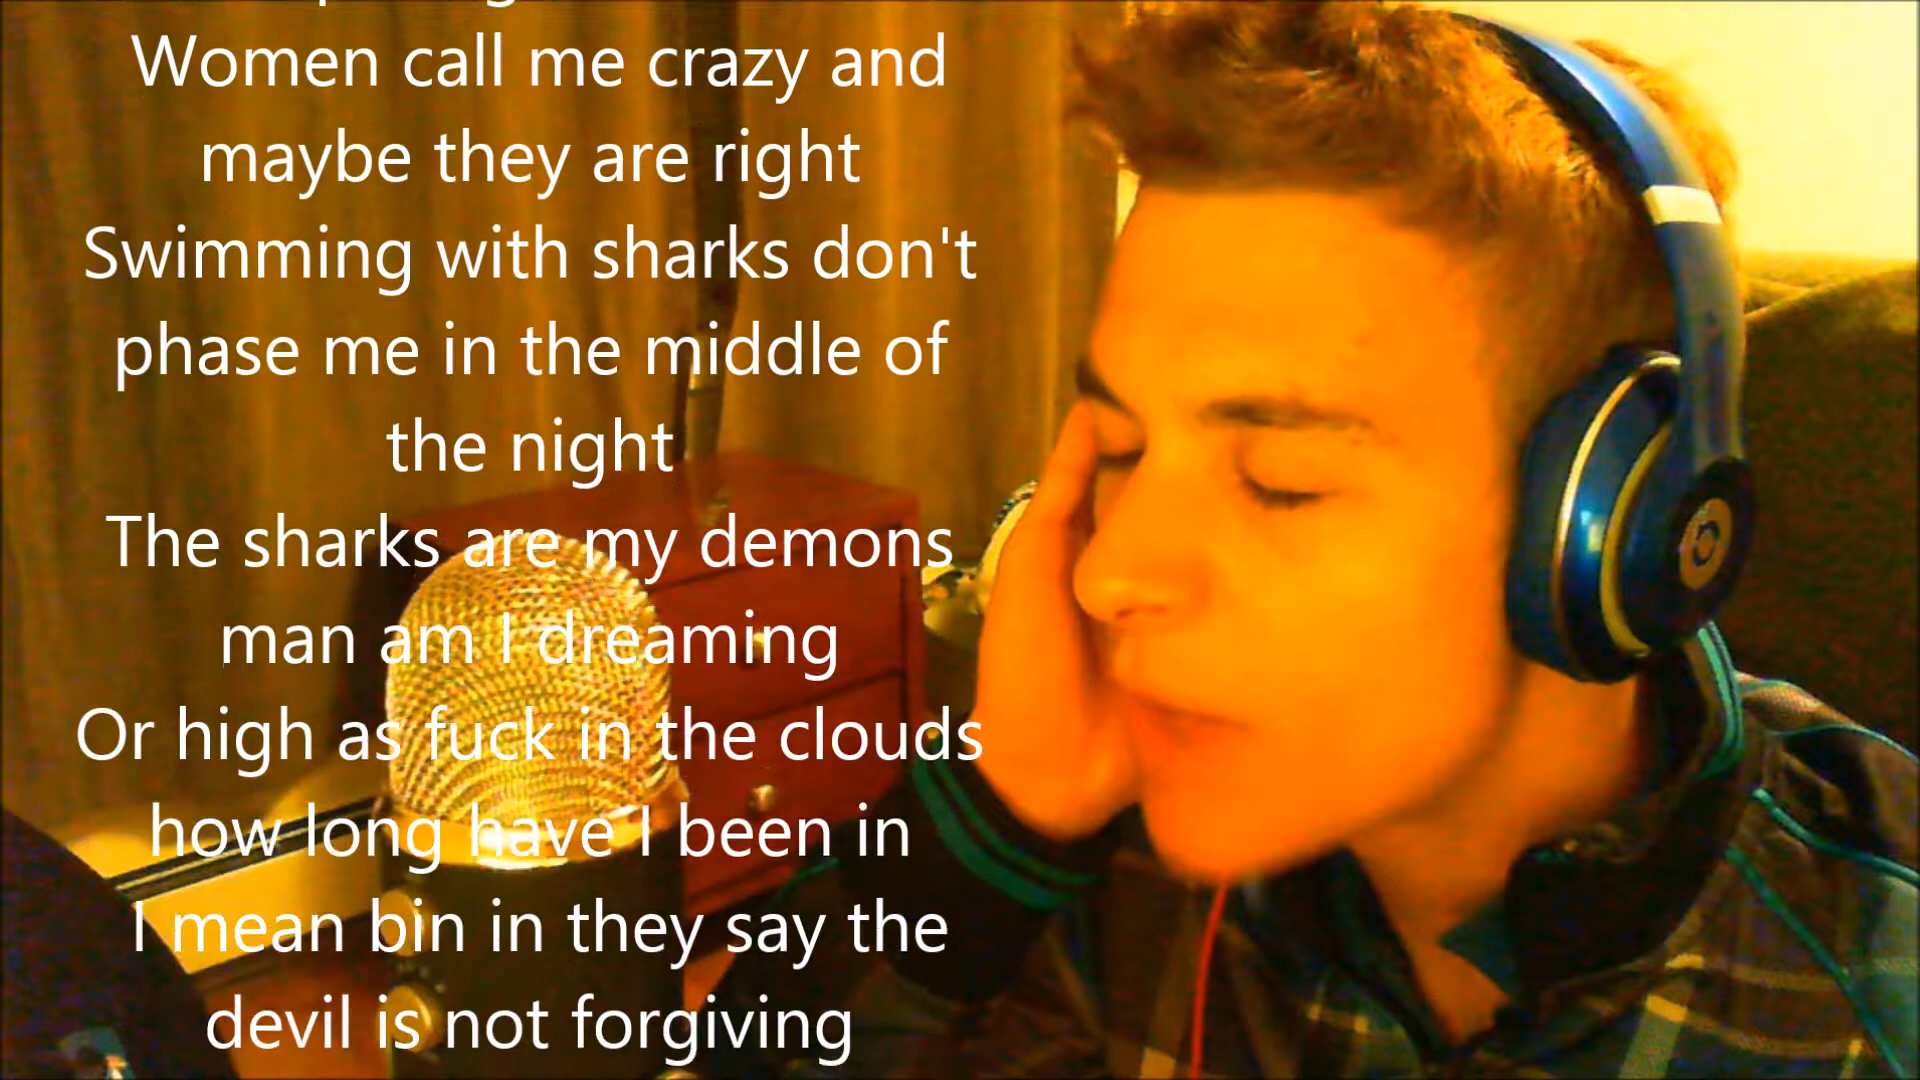 Women call me crazy and
maybe they are right
Swimming with sharks don't
phase me in the middle of
the night
The sharks are my demons
man am I dreaming
Or high as fuck in the clouds
how long have I been in
I mean bin in they say the
devil is not forgiving